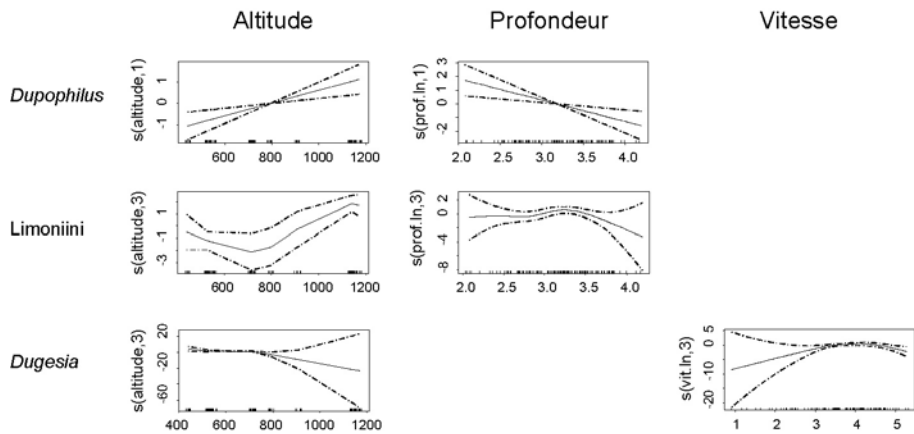 Altitude Profondeur Vitesse
Dupophilus
s(altitude,1)
1
0
-1
600 800 1000 1200
s(prof.ln,1)
3
2
1
0
-2
2.0 2.5 3.0 3.5 4.0
Limoniini
s(altitude,3)
1
-1
-3
600 800 1000 1200
s(prof.ln,3)
2
0
-4
-8
2.0 2.5 3.0 3.5 4.0
Dugesia
s(altitude,3)
20
-20
-60
400 600 800 1000 1200
s(vit.ln,3)
5
0
-10
-20
1 2 3 4 5